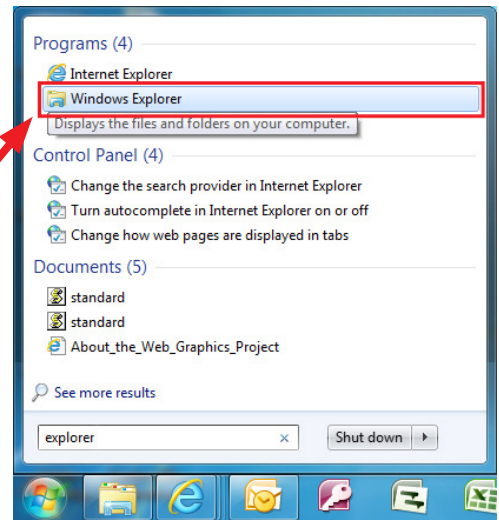 Programs (4)
Internet Explorer
Windows Explorer
Displays the files and folders on your computer.
Control Panel (4)
Change the search provider in Internet Explorer
Turn autocomplete in Internet Explorer on or off
Change how web pages are displayed in tabs
Documents (5)
standard
standard
About_the_Web_Graphics_Project
See more results
explorer × Shut down